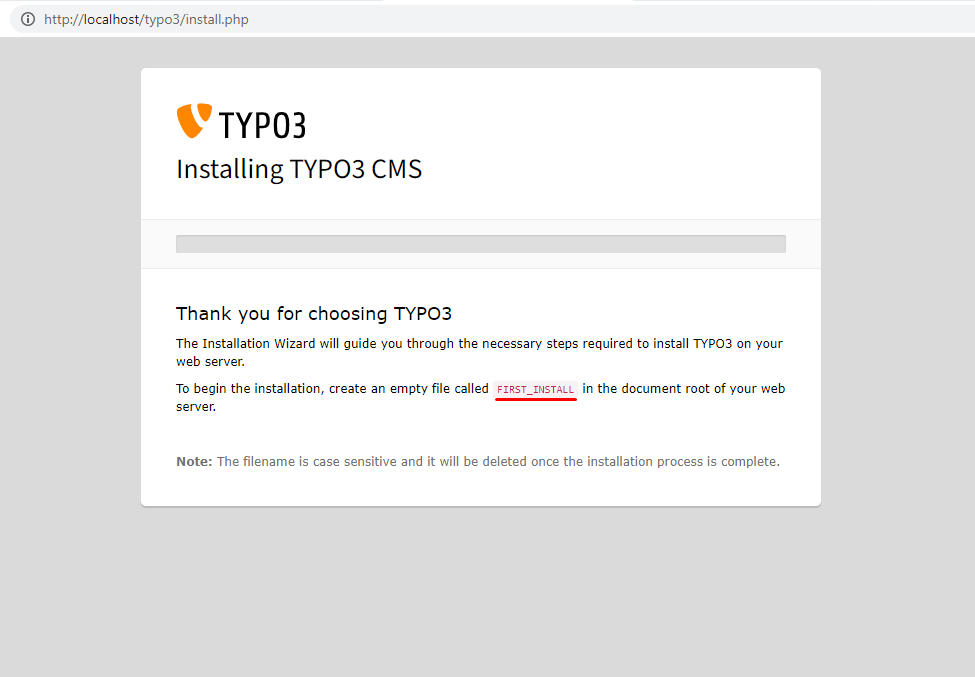 http://localhost/typo3/install.php
TYPO3
Installing TYPO3 CMS
Thank you for choosing TYPO3
The Installation Wizard will guide you through the necessary steps required to install TYPO3 on your
web server.
To begin the installation, create an empty file called FIRST_INSTALL in the document root of your web
server.
Note: The filename is case sensitive and it will be deleted once the installation process is complete.